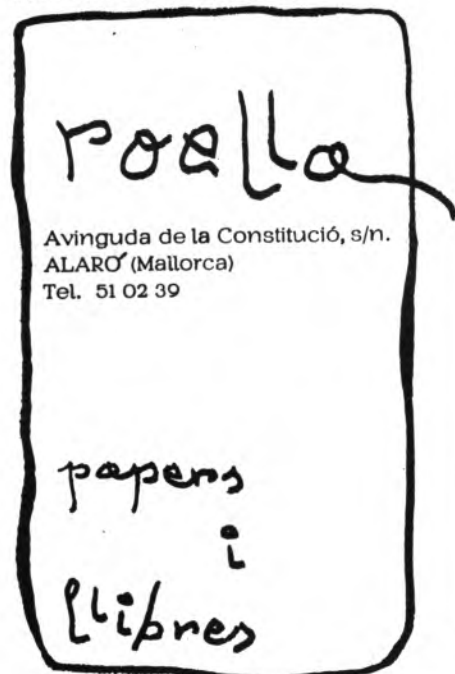 roella
Avinguda de la Constitució, s/n.
ALARÓ (Mallorca)
Tel. 51 02 39
papers
i
llibres